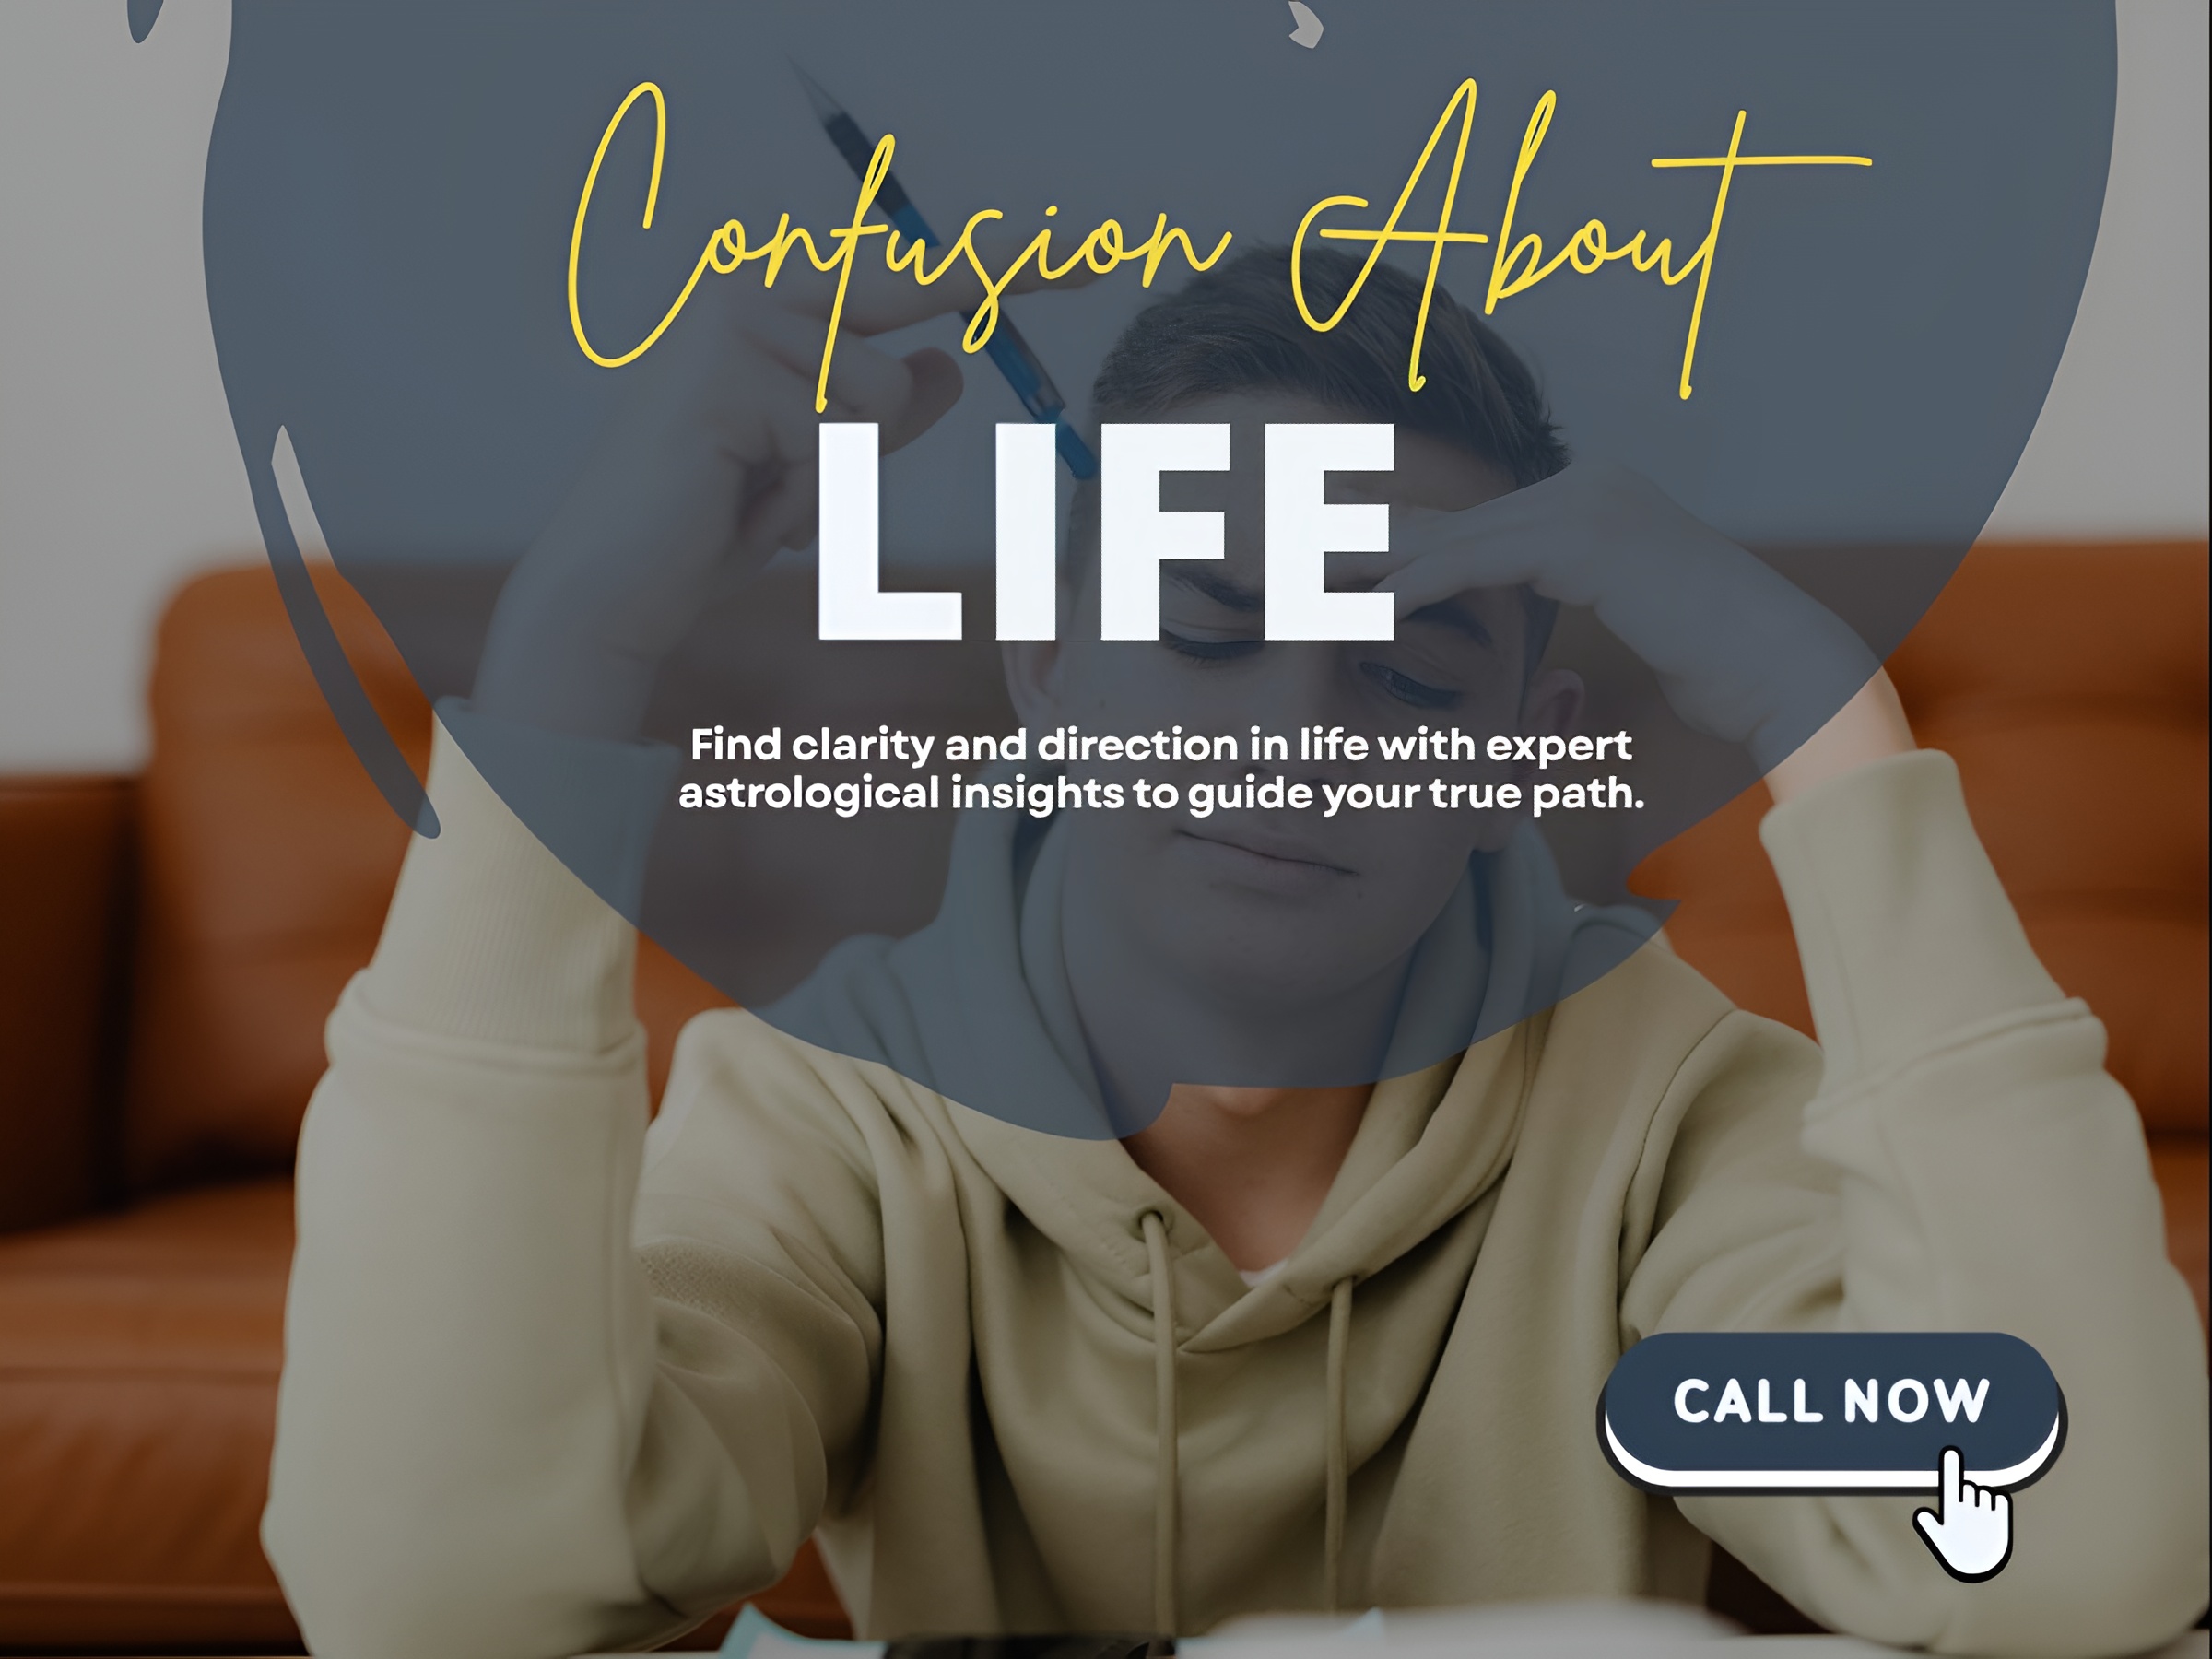 Confusion About
LIFE
Find clarity and direction in life with expert
astrological insights to guide your true path.
CALL NOW